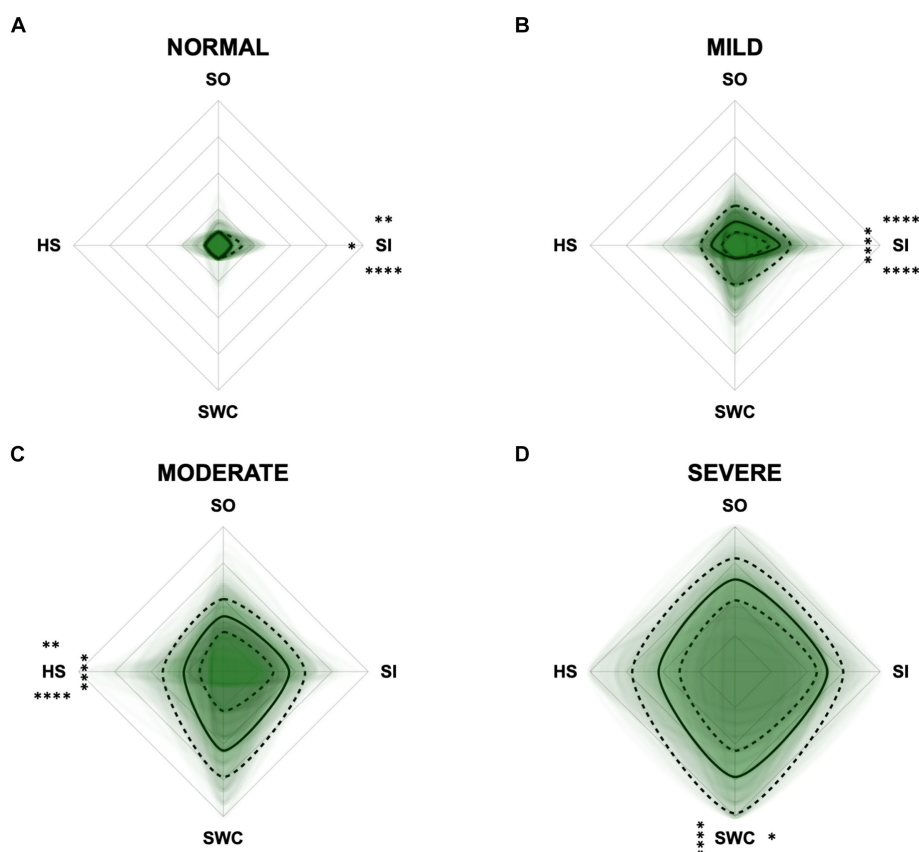 A
B
NORMAL
MILD
SO
SO
**
****
HS
*
SI
HS
****
SI
****
****
SWC
SWC
C
D
MODERATE
SEVERE
SO
SO
**
HS
****
SI
HS
SI
****
SWC
****
SWC
*